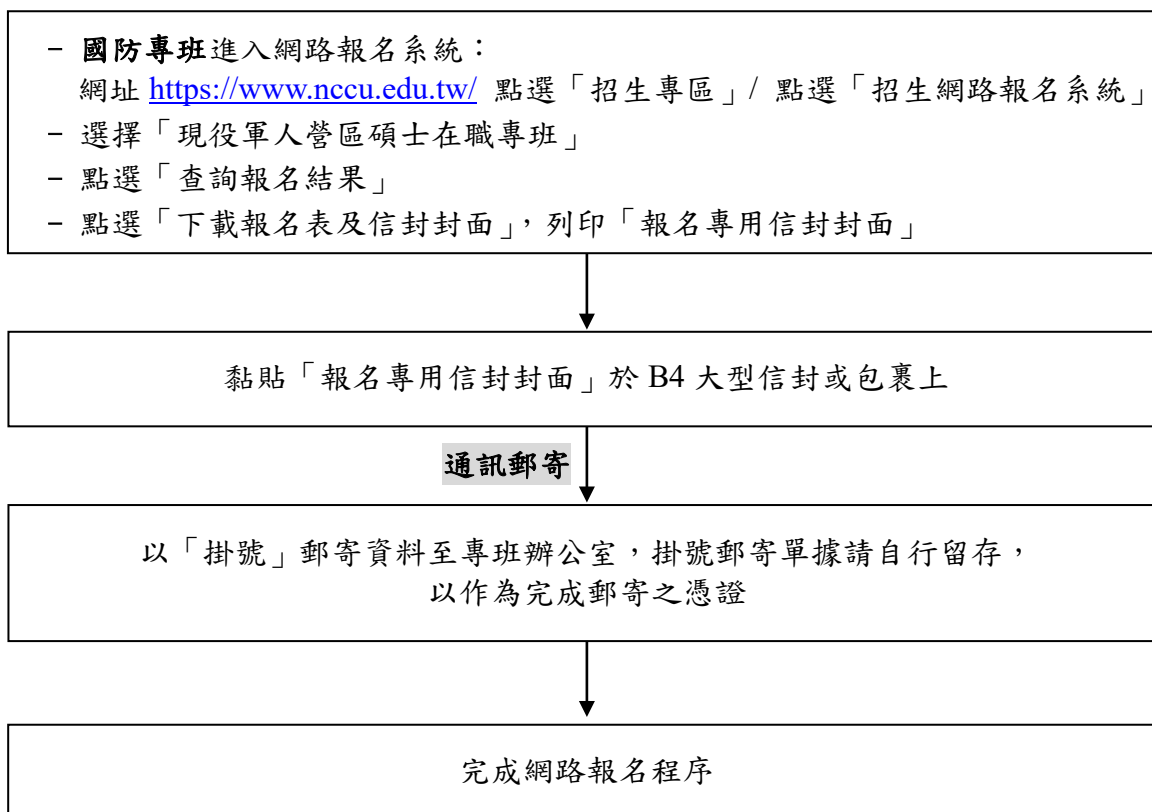 – 國防專班進入網路報名系統：
網址 https://www.nccu.edu.tw/ 點選「招生專區」/ 點選「招生網路報名系統」
– 選擇「現役軍人營區碩士在職專班」
– 點選「查詢報名結果」
– 點選「下載報名表及信封封面」，列印「報名專用信封封面」
黏貼「報名專用信封封面」於 B4 大型信封或包裹上
通訊郵寄
以「掛號」郵寄資料至專班辦公室，掛號郵寄單據請自行留存，
以作為完成郵寄之憑證
完成網路報名程序